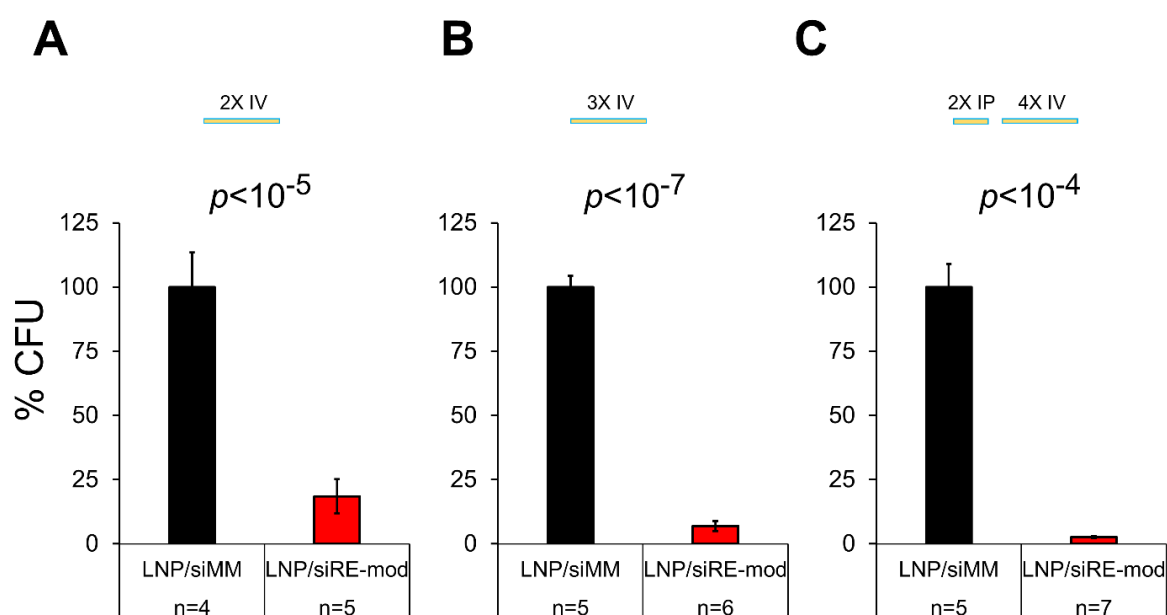 A B C
2X IV 3X IV 2X IP 4X IV
p<10⁻⁵ p<10⁻⁷ p<10⁻⁴
125 125 125
100 100 100
75 75 75
50 50 50
25 25 25
0 0 0
% CFU
LNP/siMM LNP/siRE-mod LNP/siMM LNP/siRE-mod LNP/siMM LNP/siRE-mod
n=4 n=5 n=5 n=6 n=5 n=7